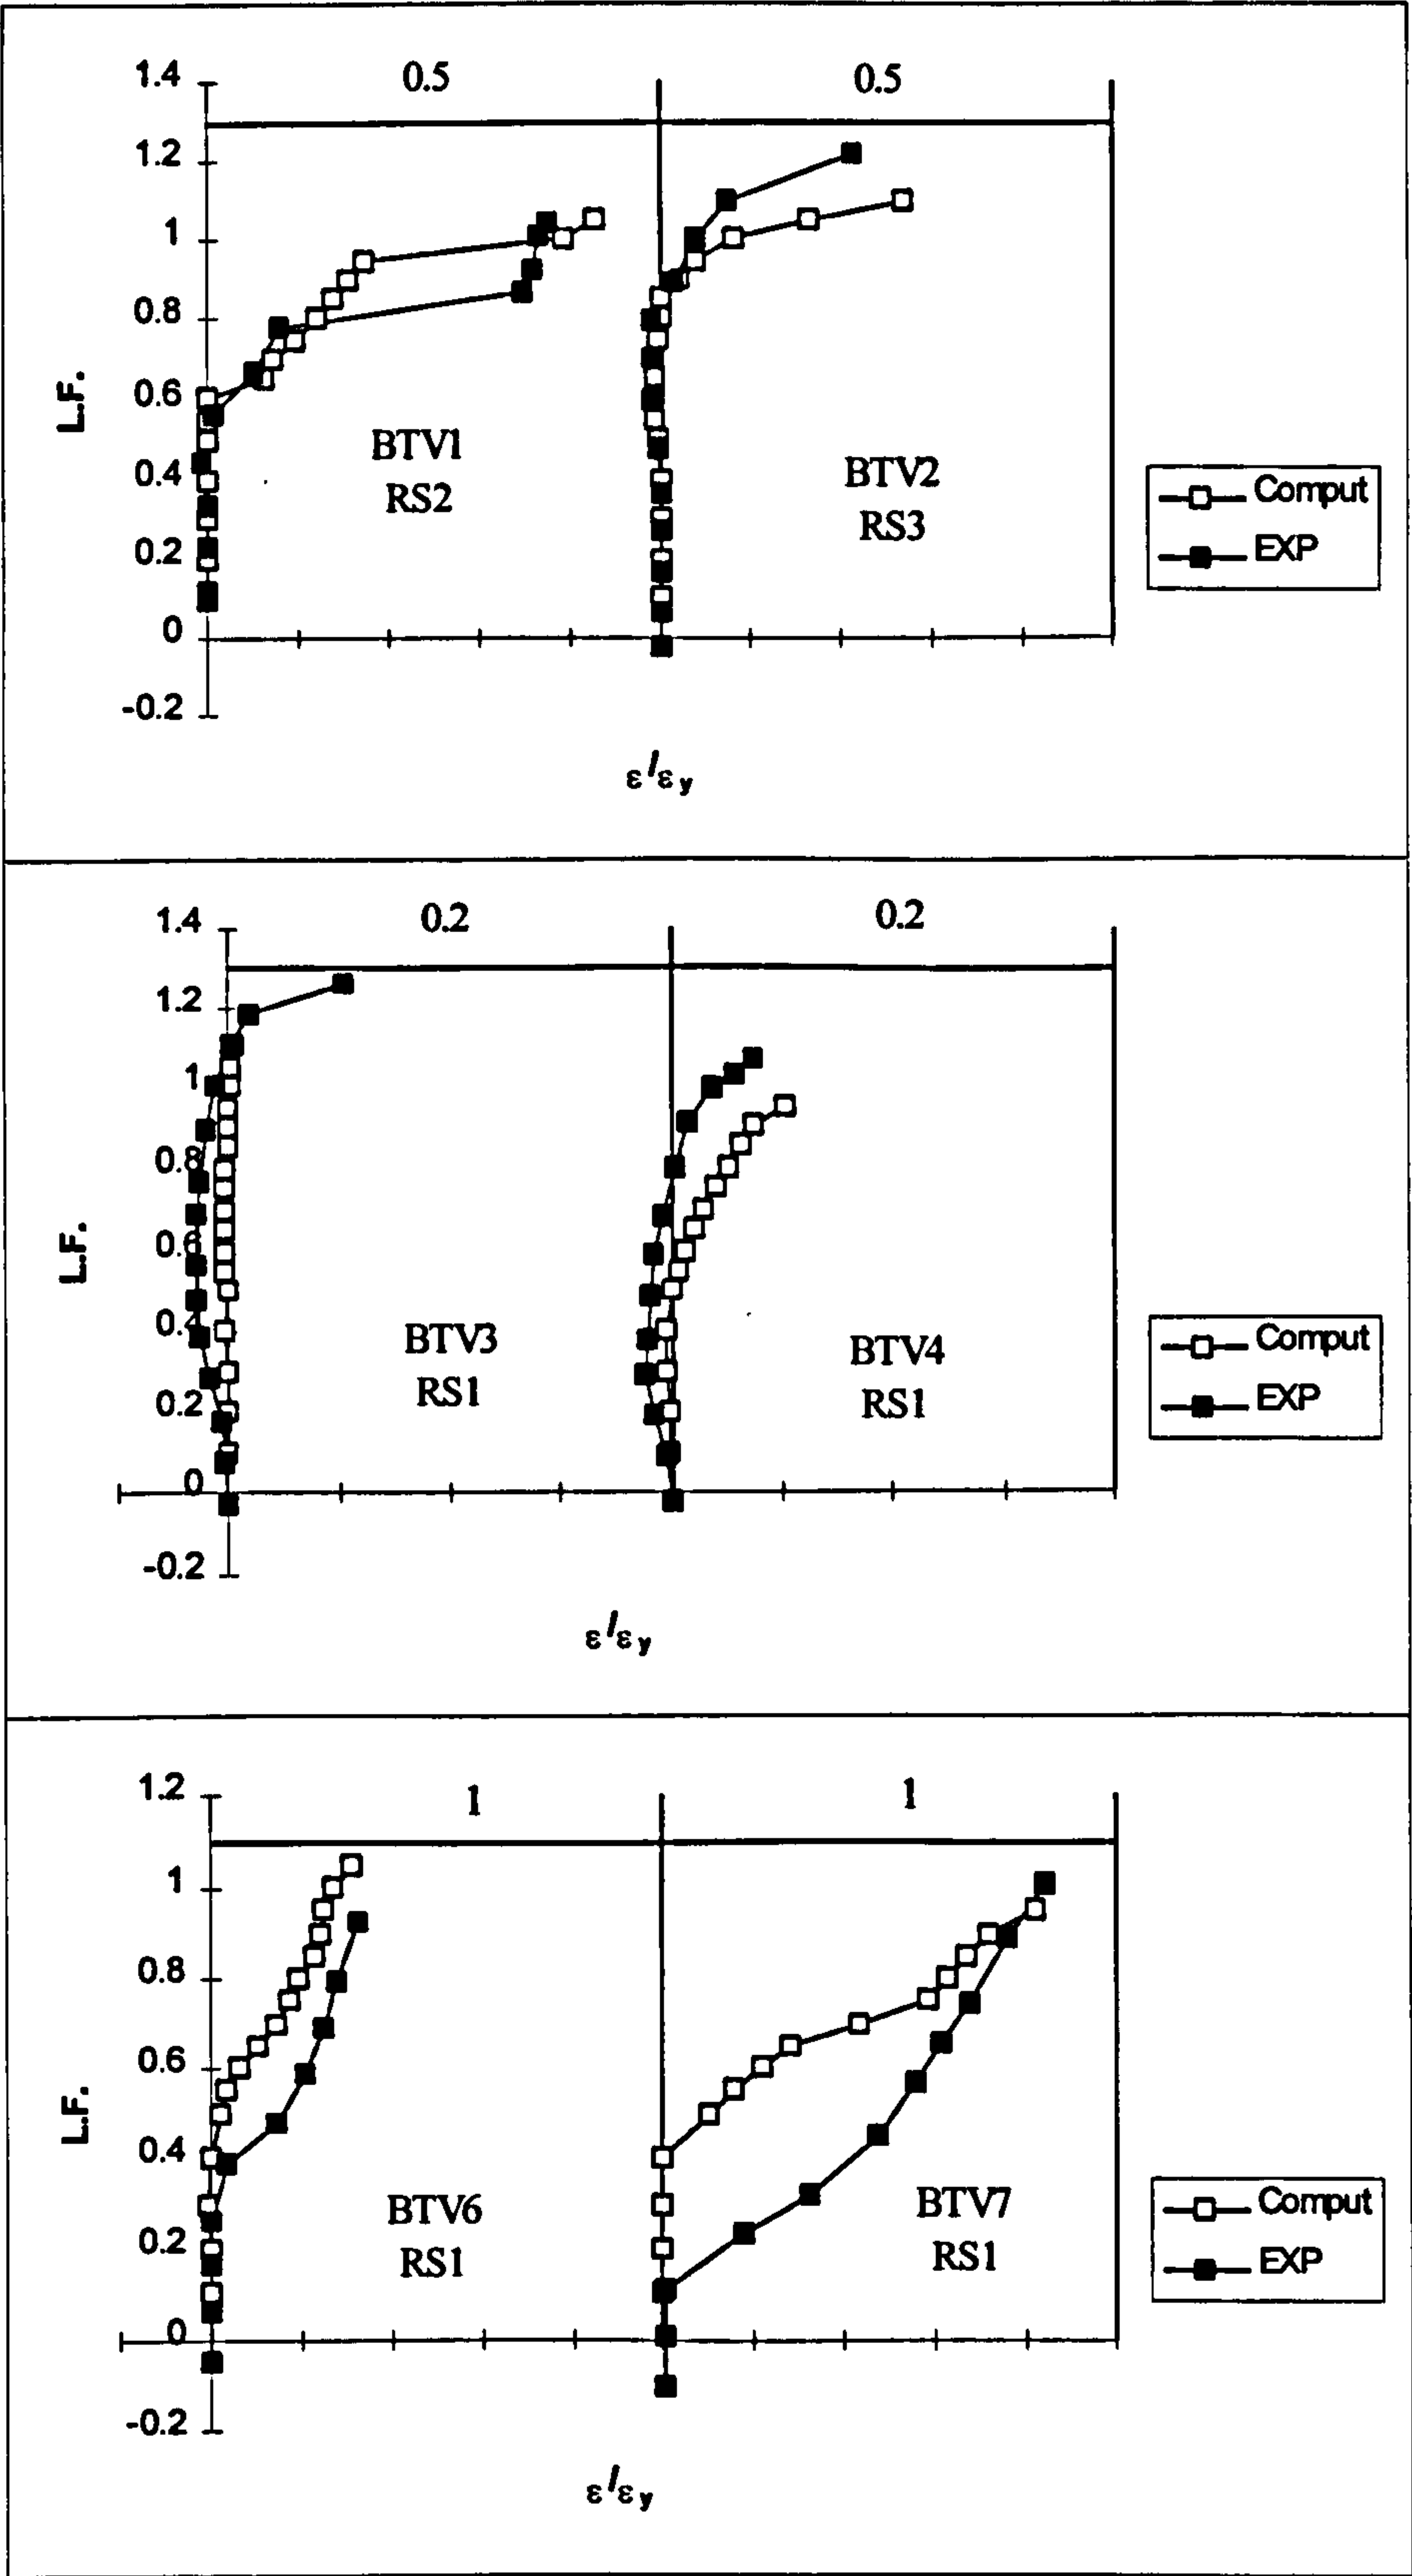 1.4
0.5
0.5
1.2
1
0.8
0.6
0.4
0.2
0
-0.2
L.F.
BTV1
RS2
BTV2
RS3
Comput
EXP
ε/εy
1.4
0.2
0.2
1.2
1
0.8
0.6
0.4
0.2
0
-0.2
L.F.
BTV3
RS1
BTV4
RS1
Comput
EXP
ε/εy
1.2
1
1
1
0.8
0.6
0.4
0.2
0
-0.2
L.F.
BTV6
RS1
BTV7
RS1
Comput
EXP
ε/εy